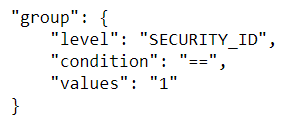 "group": {
    "level": "SECURITY_ID",
    "condition": "==",
    "values": "1"
}